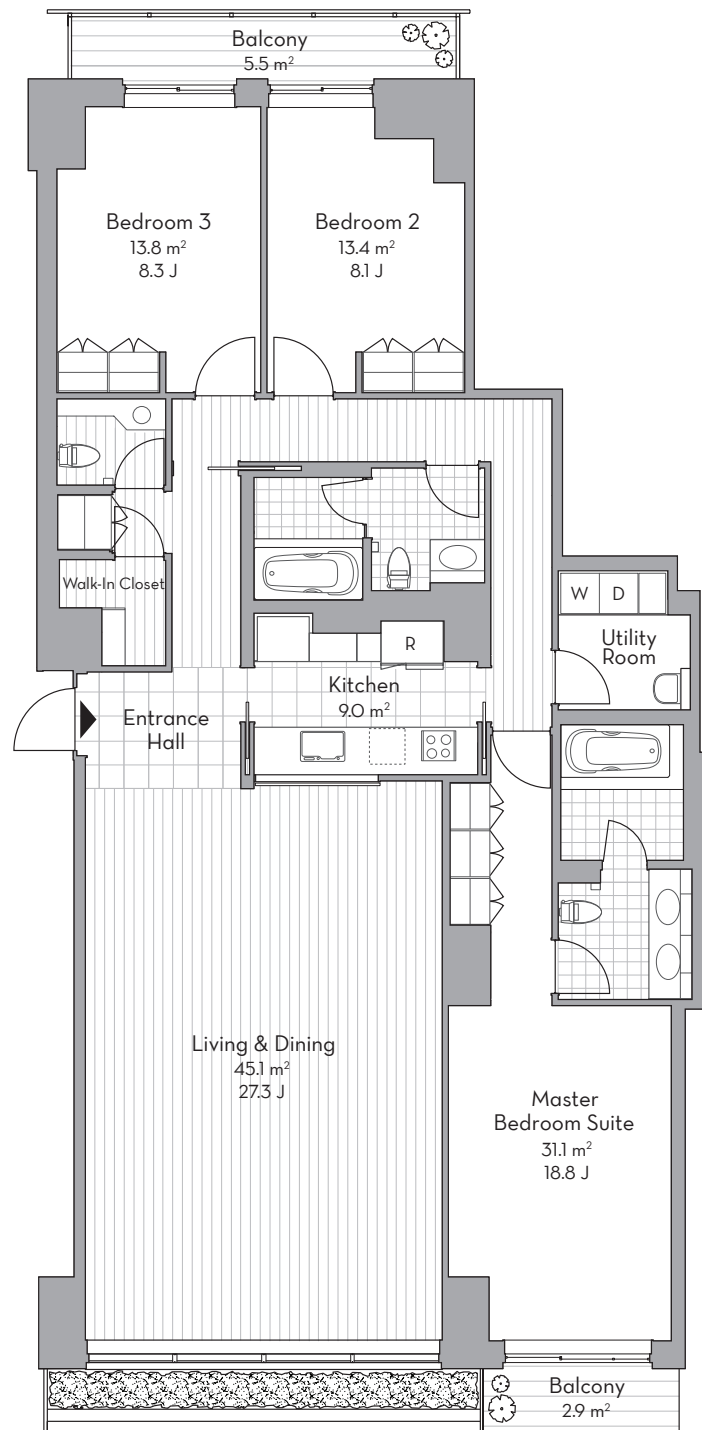 Balcony
5.5 m²
Bedroom 3
13.8 m²
8.3 J
Bedroom 2
13.4 m²
8.1 J
Walk-In Closet
R
W D
Utility
Room
Entrance
Hall
Kitchen
9.0 m²
Living & Dining
45.1 m²
27.3 J
Master
Bedroom Suite
31.1 m²
18.8 J
Balcony
2.9 m²